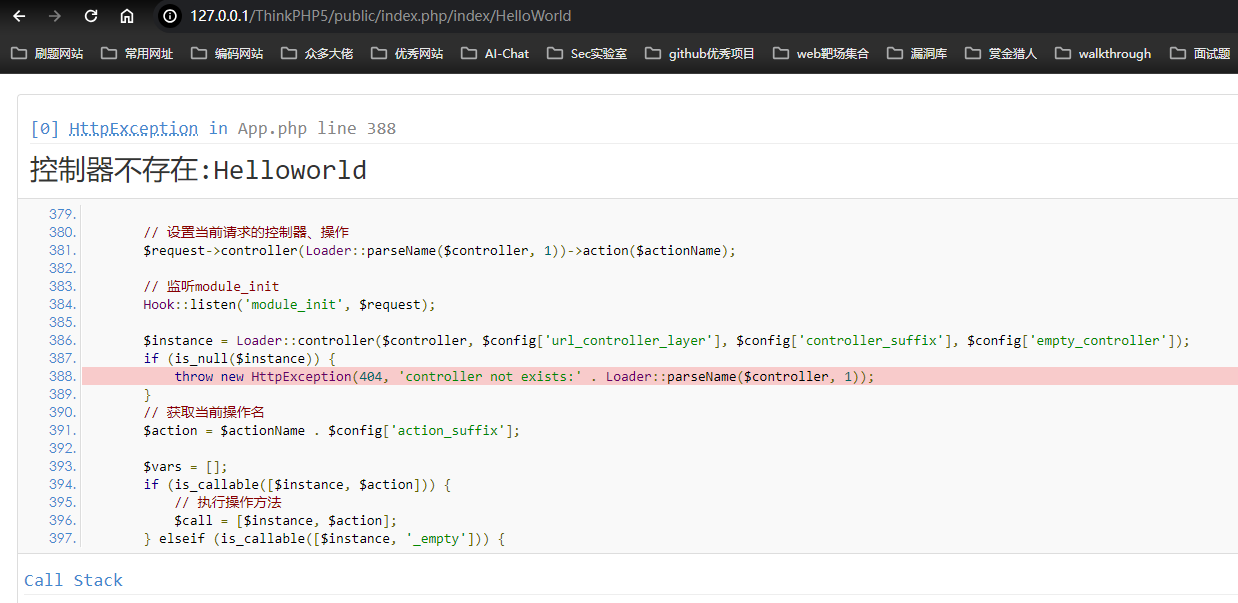 127.0.0.1/ThinkPHP5/public/index.php/index/HelloWorld
刷题网站 常用网址 编码网站 众多大佬 优秀网站 AI-Chat Sec实验室 github优秀项目 web靶场集合 漏洞库 赏金猎人 walkthrough 面试题
[0] HttpException in App.php line 388
控制器不存在:Helloworld
379.
380. // 设置当前请求的控制器、操作
381. $request->controller(Loader::parseName($controller, 1))->action($actionName);
382.
383. // 监听module_init
384. Hook::listen('module_init', $request);
385.
386. $instance = Loader::controller($controller, $config['url_controller_layer'], $config['controller_suffix'], $config['empty_controller']);
387. if (is_null($instance)) {
388. throw new HttpException(404, 'controller not exists:' . Loader::parseName($controller, 1));
389. }
390. // 获取当前操作名
391. $action = $actionName . $config['action_suffix'];
392.
393. $vars = [];
394. if (is_callable([$instance, $action])) {
395. // 执行操作方法
396. $call = [$instance, $action];
397. } elseif (is_callable([$instance, '_empty'])) {
Call Stack